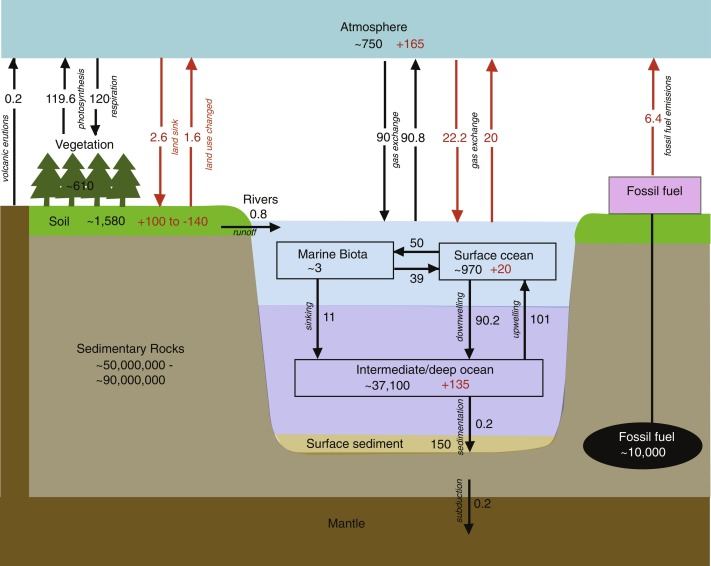 Atmosphere
~750 +165
0.2
volcanic erutions
119.6
photosynthesis
120
respiration
2.6
land sink
1.6
land use changed
90
gas exchange
90.8
22.2
gas exchange
20
6.4
fossil fuel emissions
Vegetation
~610
Fossil fuel
Soil ~1,580 +100 to -140
Rivers
0.8
runoff
Marine Biota
~3
50
39
Surface ccean
~970 +20
sinking
11
downwelling
90.2
upwelling
101
Sedimentary Rocks
~50,000,000 -
~90,000,000
Intermediate/deep ocean
~37,100 +135
sedimentation
0.2
Surface sediment 150
Fossil fuel
~10,000
subduction
0.2
Mantle